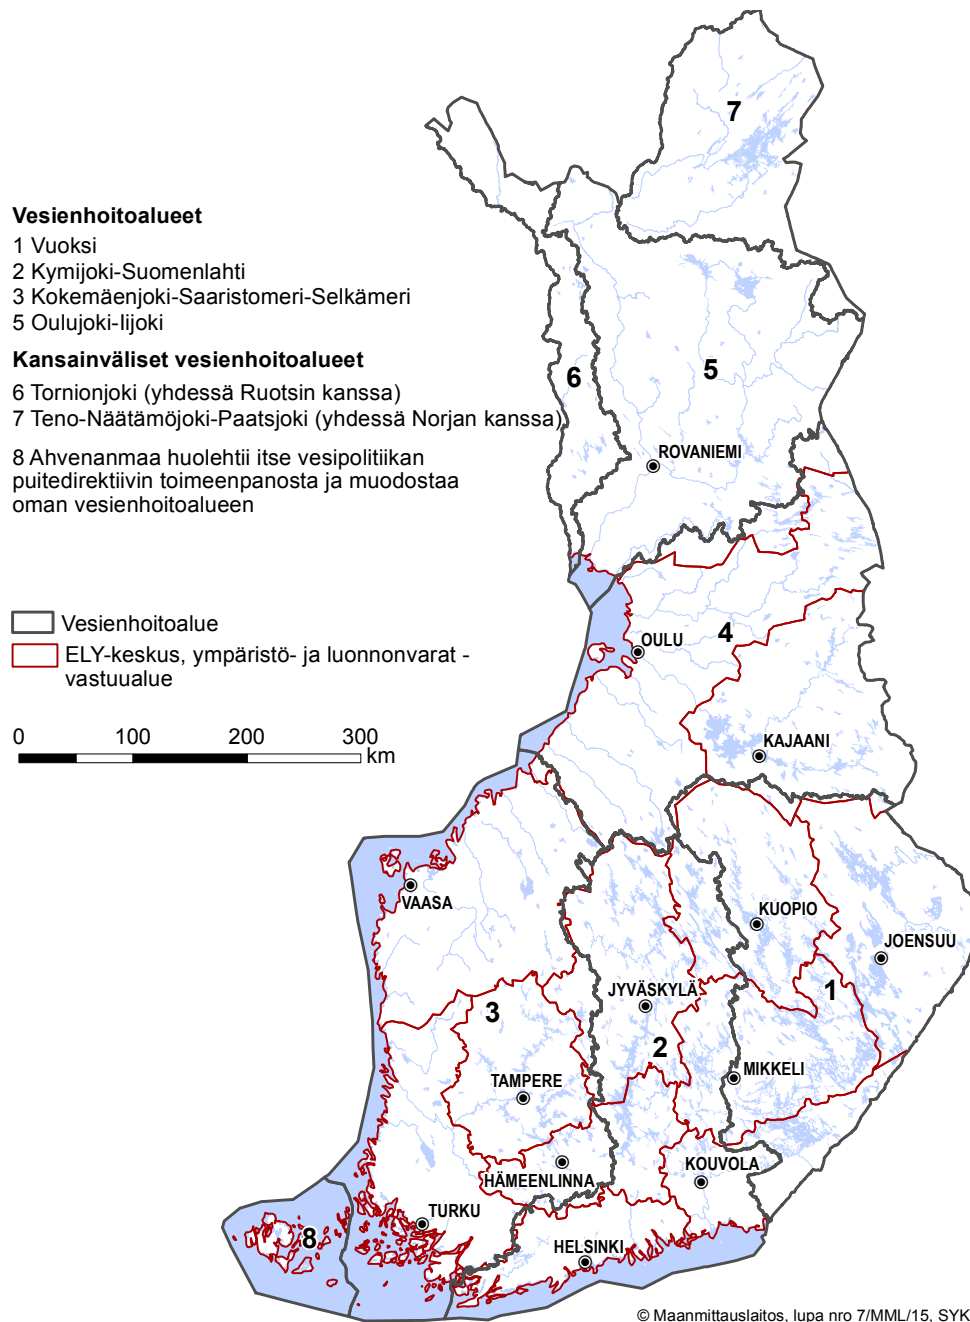 Vesienhoitoalueet
1 Vuoksi
2 Kymijoki-Suomenlahti
3 Kokemäenjoki-Saaristomeri-Selkämeri
5 Oulujoki-Iijoki
Kansainväliset vesienhoitoalueet
6 Tornionjoki (yhdessä Ruotsin kanssa)
7 Teno-Näätämöjoki-Paatsjoki (yhdessä Norjan kanssa)
8 Ahvenanmaa huolehtii itse vesipolitiikan
puitedirektiivin toimeenpanosta ja muodostaa
oman vesienhoitoalueen
Vesienhoitoalue
ELY-keskus, ympäristö- ja luonnonvarat -
vastuualue
0 100 200 300
km
7
6
5
ROVANIEMI
4
OULU
KAJAANI
VAASA
KUOPIO
JOENSUU
JYVÄSKYLÄ
1
3
2
MIKKELI
TAMPERE
KOUVOLA
HÄMEENLINNA
TURKU
8
HELSINKI
© Maanmittauslaitos, lupa nro 7/MML/15, SYK